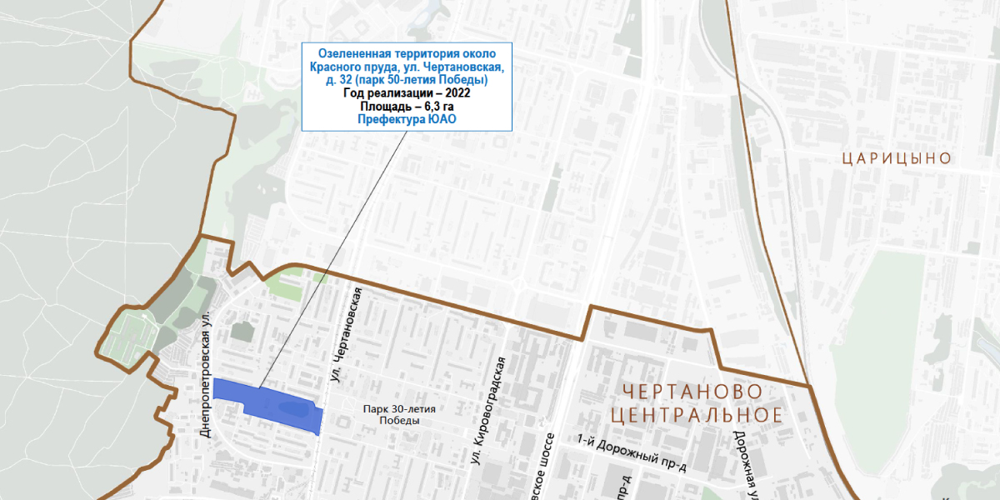 Озелененная территория около
Красного пруда, ул. Чертановская,
д. 32 (парк 50-летия Победы)
Год реализации – 2022
Площадь – 6,3 га
Префектура ЮАО
ЦАРИЦЫНО
ул. Чертановская
Днепропетровская ул.
ул. Кировоградская
Парк 30-летия
Победы
ЧЕРТАНОВО
ЦЕНТРАЛЬНОЕ
1-й Дорожный пр-д
Дорожная ул
вское шоссе
пр-д